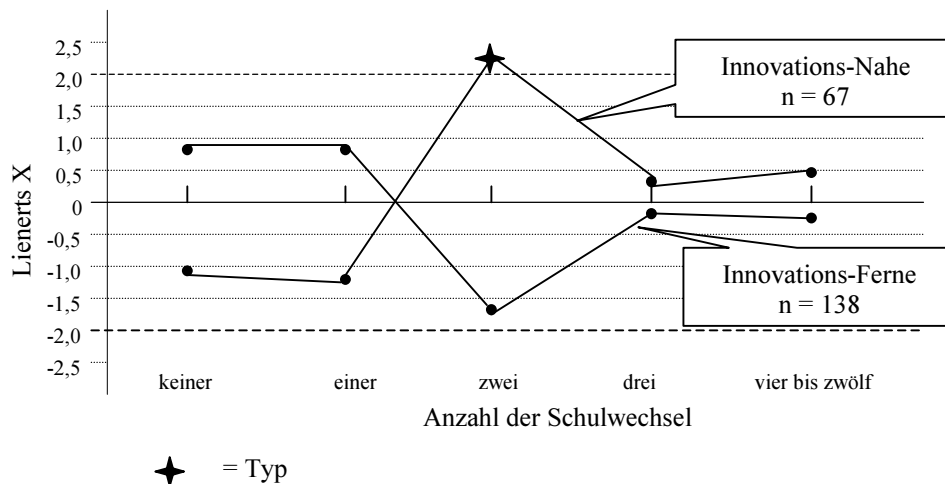 2,5
2,0
1,5
1,0
0,5
0
-0,5
-1,0
-1,5
-2,0
-2,5
Lienerts X
Innovations-Nahe
n = 67
Innovations-Ferne
n = 138
keiner einer zwei drei vier bis zwölf
Anzahl der Schulwechsel
= Typ